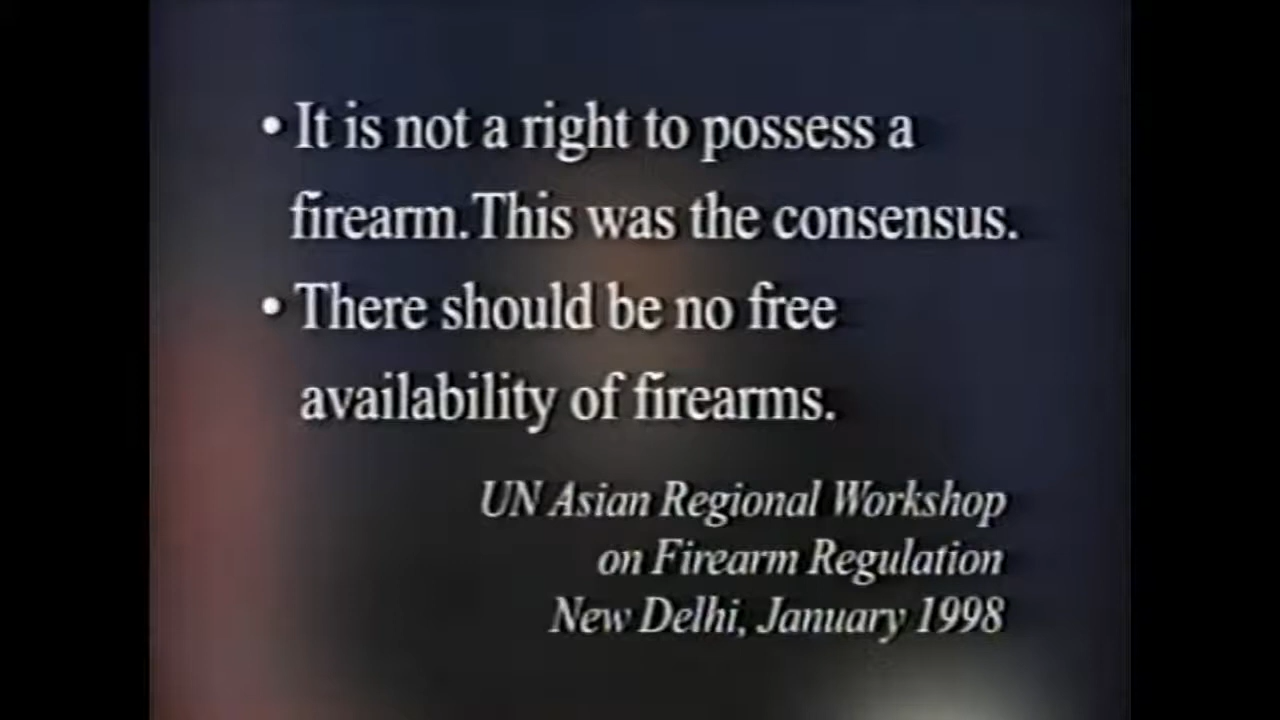 • It is not a right to possess a
firearm. This was the consensus.
• There should be no free
availability of firearms.
UN Asian Regional Workshop
on Firearm Regulation
New Delhi, January 1998